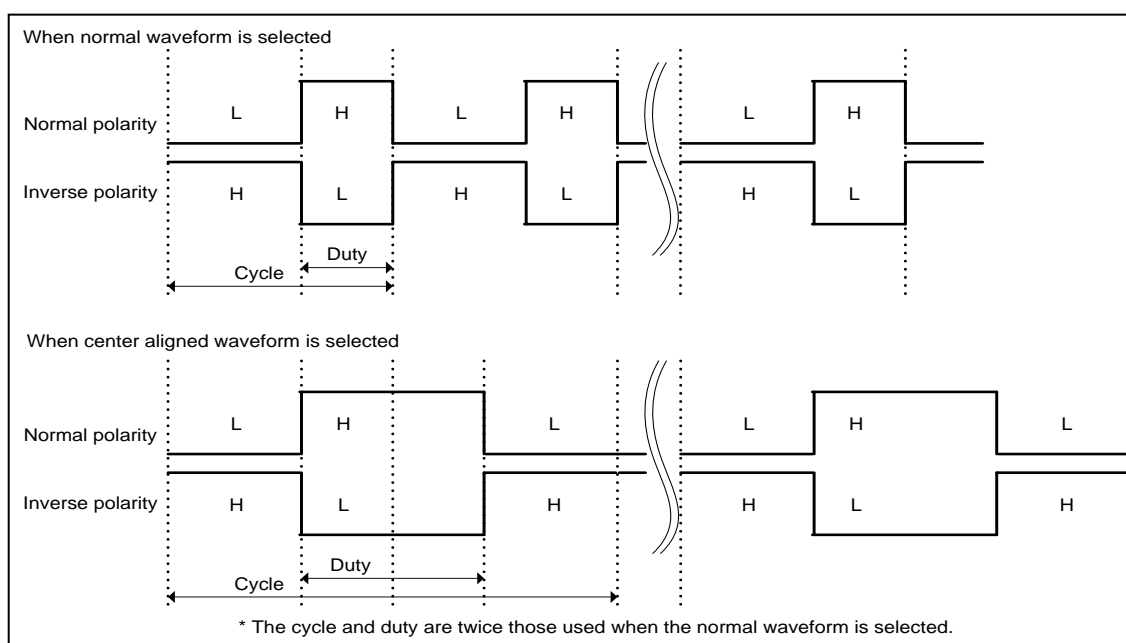 When normal waveform is selected
L H L H L H
Normal polarity
Inverse polarity
H L H L H L
Duty
Cycle
When center aligned waveform is selected
L H L L H L
Normal polarity
Inverse polarity
H L H H L H
Duty
Cycle
* The cycle and duty are twice those used when the normal waveform is selected.